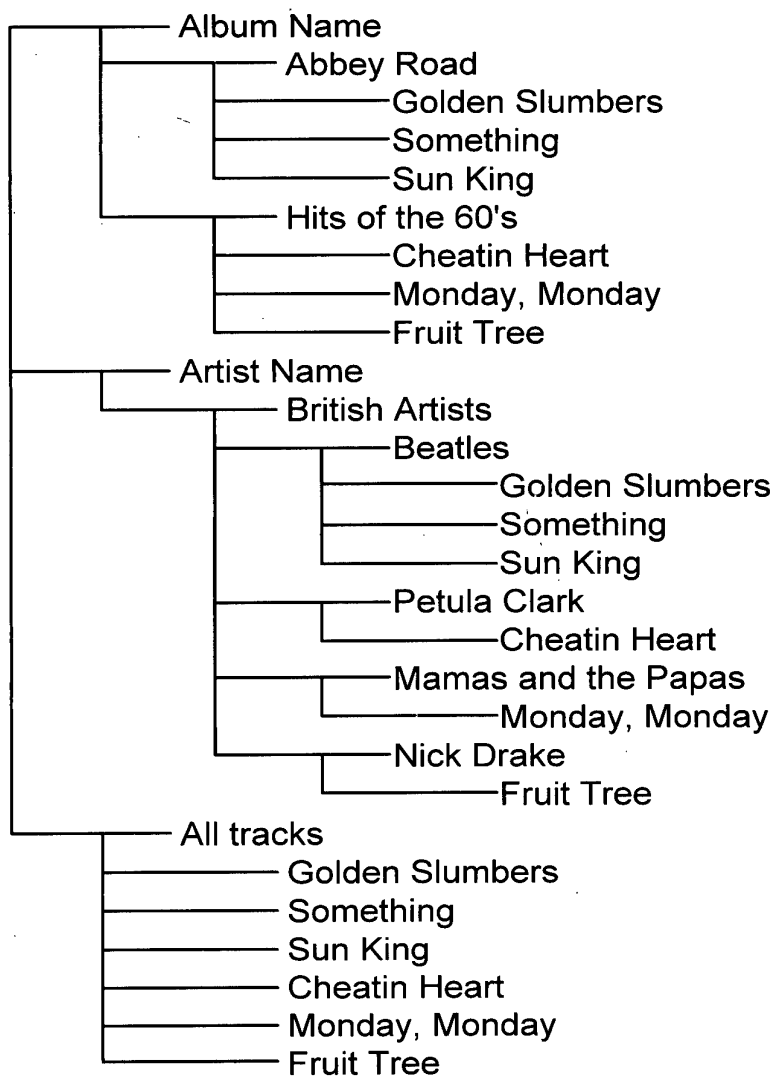 Album Name
Abbey Road
Golden Slumbers
Something
Sun King
Hits of the 60's
Cheatin Heart
Monday, Monday
Fruit Tree
Artist Name
British Artists
Beatles
Golden Slumbers
Something
Sun King
Petula Clark
Cheatin Heart
Mamas and the Papas
Monday, Monday
Nick Drake
Fruit Tree
All tracks
Golden Slumbers
Something
Sun King
Cheatin Heart
Monday, Monday
Fruit Tree